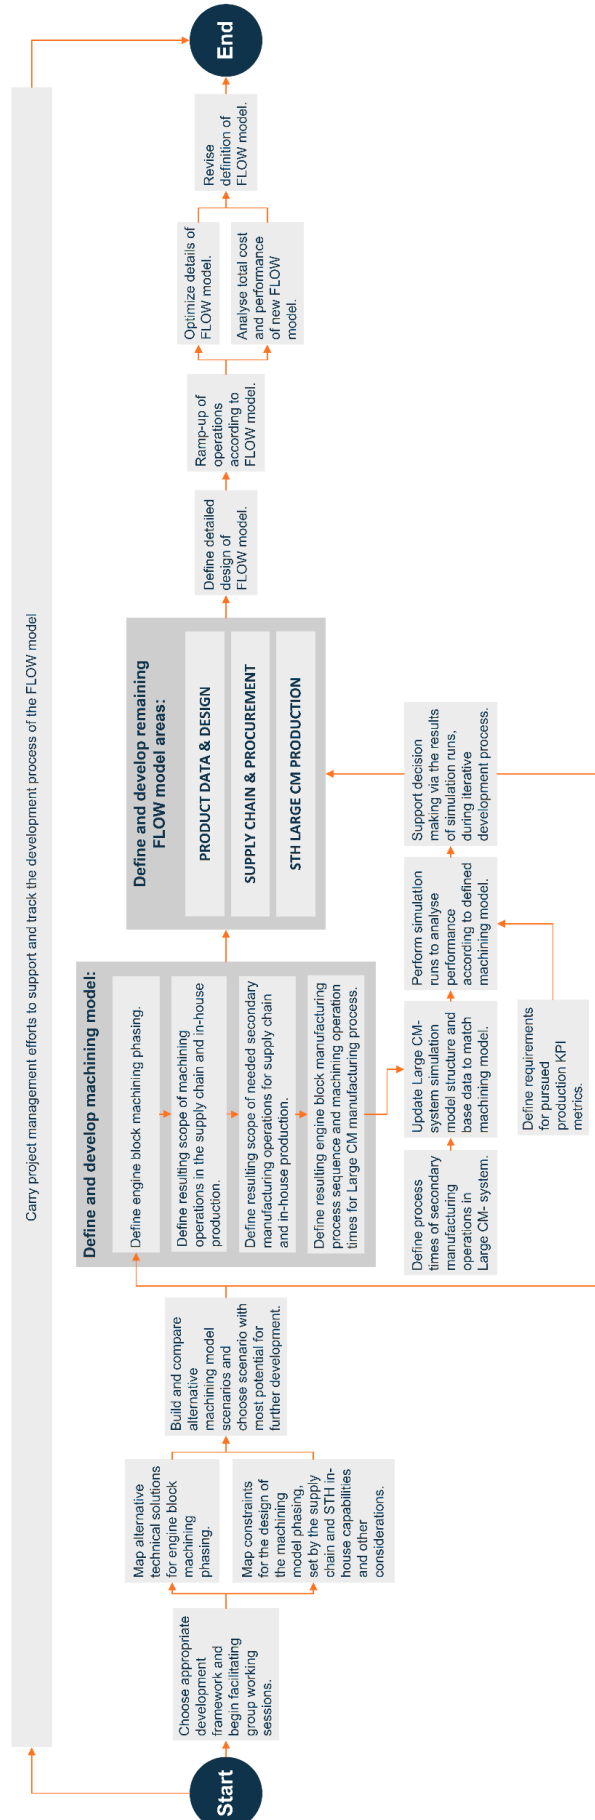 Carry project management efforts to support and track the development process of the FLOW model
Start
Choose appropriate
development
framework and
begin facilitating
group working
sessions.
Map alternative
technical solutions
for engine block
machining
phasing.
Map constraints
for the design of
the machining
model phasing,
set by the supply
chain and STH in-
house capabilities
and other
considerations.
Build and compare
alternative
machining model
scenarios and
choose scenario with
most potential for
further development.
Define and develop machining model:
Define engine block machining phasing.
Define resulting scope of machining
operations in the supply chain and in-house
production.
Define resulting scope of needed secondary
manufacturing operations for supply chain
and in-house production.
Define resulting engine block manufacturing
process sequence and machining operation
times for Large CM manufacturing process.
Define process
times of secondary
manufacturing
operations in
Large CM- system.
Update Large CM-
system simulation
model structure and
base data to match
machining model.
Define requirements
for pursued
production KPI
metrics.
Perform simulation
runs to analyse
performance
according to defined
machining model.
Support decision
making via the results
of simulation runs,
during iterative
development process.
Define and develop remaining
FLOW model areas:
PRODUCT DATA & DESIGN
SUPPLY CHAIN & PROCUREMENT
STH LARGE CM PRODUCTION
Define detailed
design of
FLOW model.
Ramp-up of
operations
according to
FLOW model.
Optimize details of
FLOW model.
Analyse total cost
and performance
of new FLOW
model.
Revise
definition of
FLOW model.
End